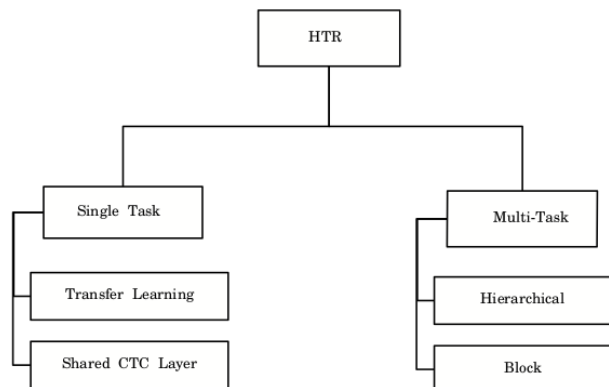 HTR
Single Task
Multi-Task
Transfer Learning
Hierarchical
Shared CTC Layer
Block